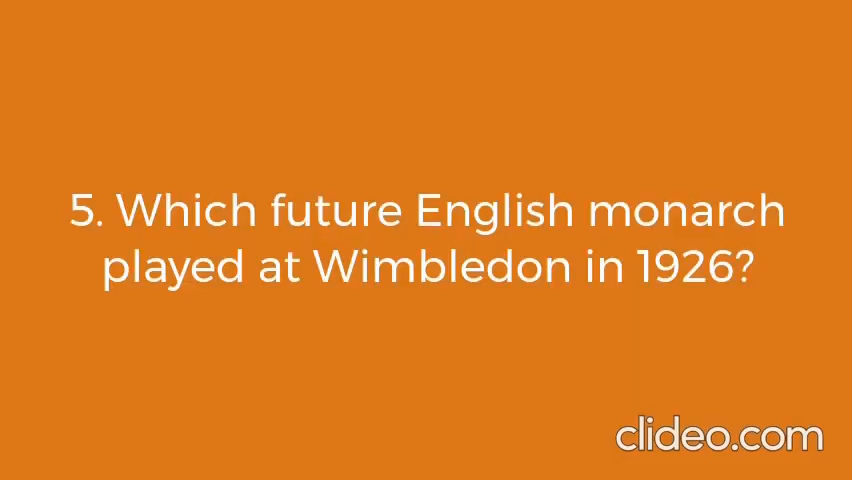 5. Which future English monarch
played at Wimbledon in 1926?
clideo.com